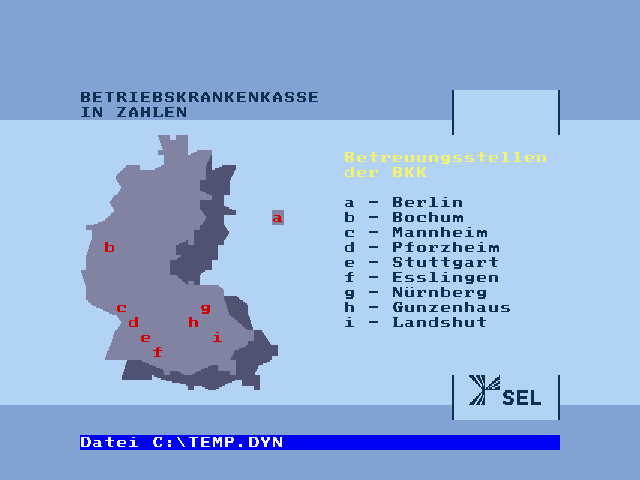 BETRIEBSKRANKENKASSE
IN ZAHLEN
Betreuungsstellen
der BKK
a - Berlin
b - Bochum
c - Mannheim
d - Pforzheim
e - Stuttgart
f - Esslingen
g - Nürnberg
h - Gunzenhaus
i - Landshut
a
b
c
g
d
h
e
i
f
SEL
Datei C:\TEMP.DYN